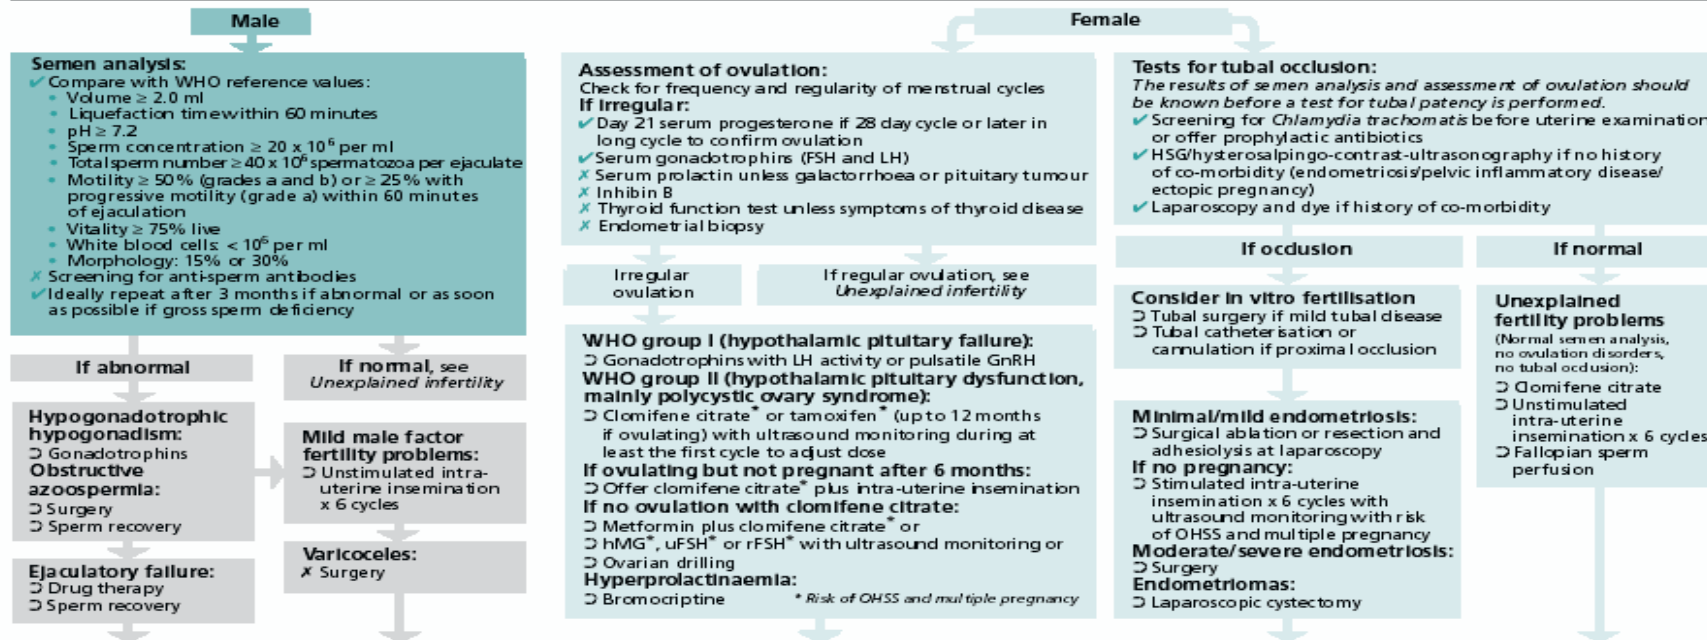 Male
Semen analysis:
✓ Compare with WHO reference values:
• Volume ≥ 2.0 ml
• Liquefaction time within 60 minutes
• pH ≥ 7.2
• Sperm concentration ≥ 20 x 10⁶ per ml
• Total sperm number ≥ 40 x 10⁶ spermatozoa per ejaculate
• Motility ≥ 50% (grades a and b) or ≥ 25% with
progressive motility (grade a) within 60 minutes
of ejaculation
• Vitality ≥ 75% live
• White blood cells: < 10⁶ per ml
• Morphology: 15% or 30%
✗ Screening for anti-sperm antibodies
✓ Ideally repeat after 3 months if abnormal or as soon
as possible if gross sperm deficiency
If abnormal
If normal, see
Unexplained infertility
Hypogonadotrophic
hypogonadism:
➲ Gonadotrophins
Obstructive
azoospermia:
➲ Surgery
➲ Sperm recovery
Mild male factor
fertility problems:
➲ Unstimulated intra-
uterine insemination
x 6 cycles
Ejaculatory failure:
➲ Drug therapy
➲ Sperm recovery
Varicoceles:
✗ Surgery
Female
Assessment of ovulation:
Check for frequency and regularity of menstrual cycles
If irregular:
✓ Day 21 serum progesterone if 28 day cycle or later in
long cycle to confirm ovulation
✓ Serum gonadotrophins (FSH and LH)
✗ Serum prolactin unless galactorrhoea or pituitary tumour
✗ Inhibin B
✗ Thyroid function test unless symptoms of thyroid disease
✗ Endometrial biopsy
Irregular
ovulation
If regular ovulation, see
Unexplained infertility
WHO group I (hypothalamic pituitary failure):
➲ Gonadotrophins with LH activity or pulsatile GnRH
WHO group II (hypothalamic pituitary dysfunction,
mainly polycystic ovary syndrome):
➲ Clomifene citrate* or tamoxifen* (up to 12 months
if ovulating) with ultrasound monitoring during at
least the first cycle to adjust dose
If ovulating but not pregnant after 6 months:
➲ Offer clomifene citrate* plus intra-uterine insemination
If no ovulation with clomifene citrate:
➲ Metformin plus clomifene citrate* or
➲ hMG*, uFSH* or rFSH* with ultrasound monitoring or
➲ Ovarian drilling
Hyperprolactinaemia:
➲ Bromocriptine * Risk of OHSS and multiple pregnancy
Tests for tubal occlusion:
The results of semen analysis and assessment of ovulation should
be known before a test for tubal patency is performed.
✓ Screening for Chlamydia trachomatis before uterine examination
or offer prophylactic antibiotics
✓ HSG/hysterosalpingo-contrast-ultrasonography if no history
of co-morbidity (endometriosis/pelvic inflammatory disease/
ectopic pregnancy)
✓ Laparoscopy and dye if history of co-morbidity
If occlusion
If normal
Consider in vitro fertilisation
➲ Tubal surgery if mild tubal disease
➲ Tubal catheterisation or
cannulation if proximal occlusion
Minimal/mild endometriosis:
➲ Surgical ablation or resection and
adhesiolysis at laparoscopy
If no pregnancy:
➲ Stimulated intra-uterine
insemination x 6 cycles with
ultrasound monitoring with risk
of OHSS and multiple pregnancy
Moderate/severe endometriosis:
➲ Surgery
Endometriomas:
➲ Laparoscopic cystectomy
Unexplained
fertility problems
(Normal semen analysis,
no ovulation disorders,
no tubal occlusion):
➲ Clomifene citrate
➲ Unstimulated
intra-uterine
insemination x 6 cycles
➲ Fallopian sperm
perfusion